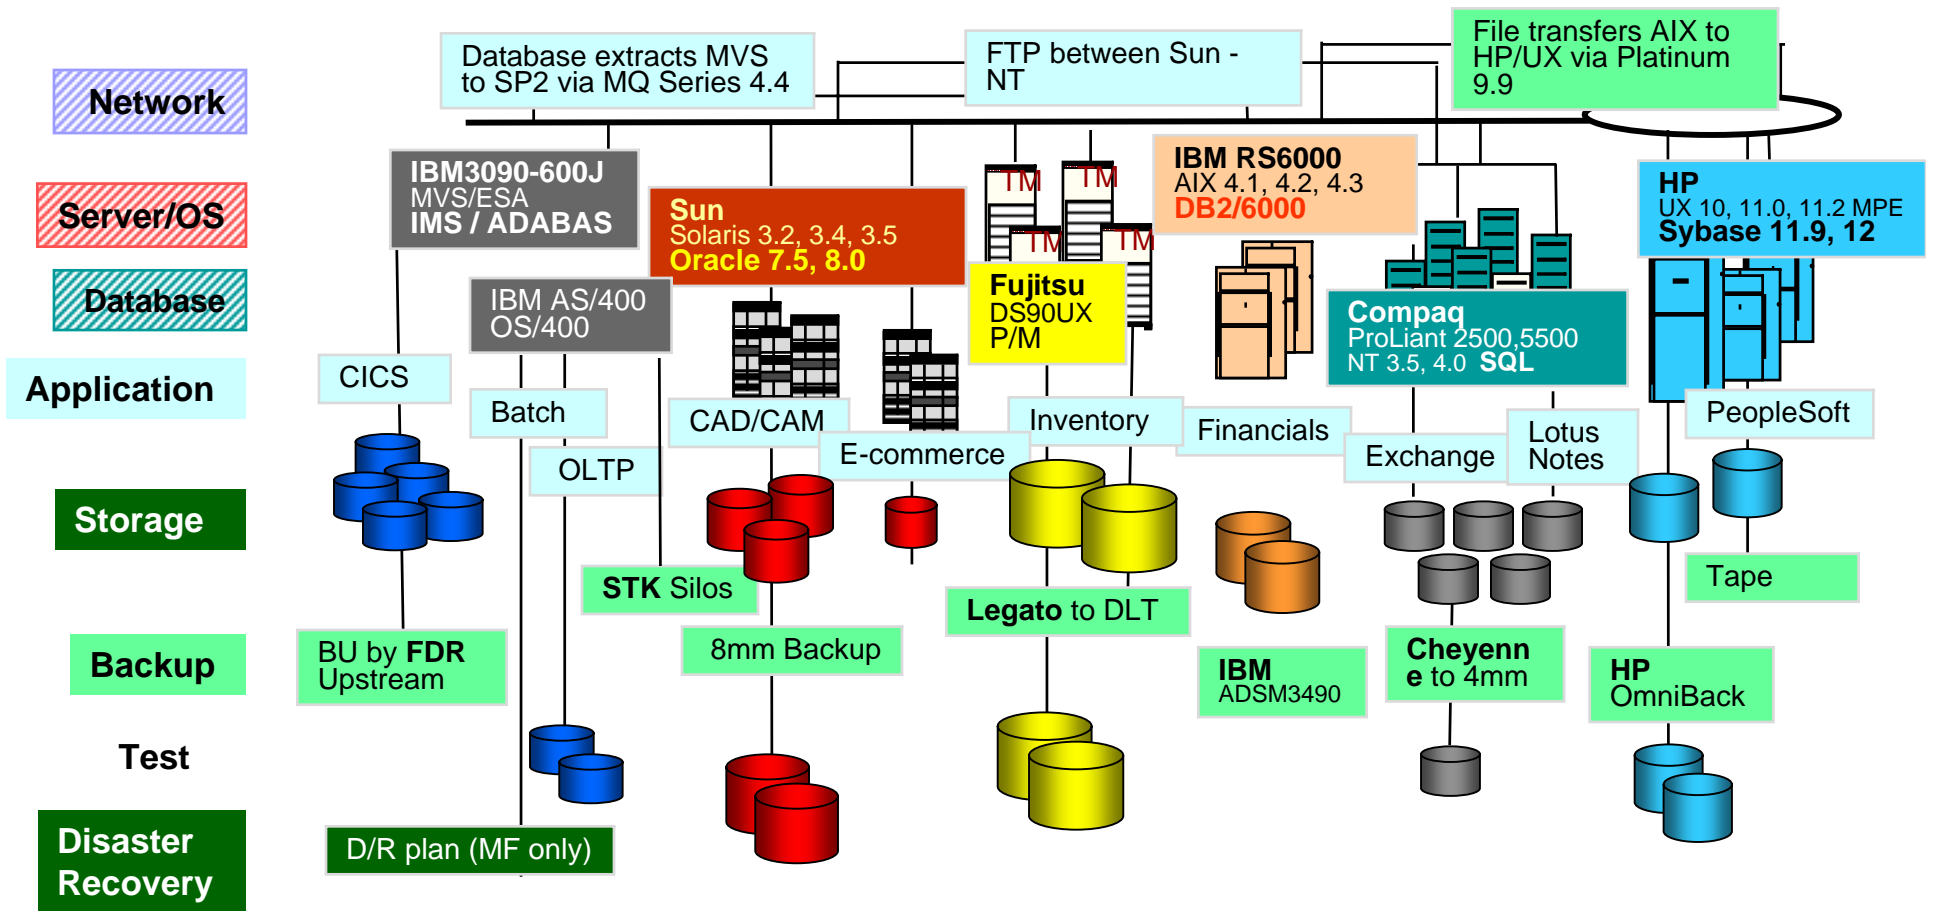 Database extracts MVS
to SP2 via MQ Series 4.4
FTP between Sun -
NT
File transfers AIX to
HP/UX via Platinum
9.9
Network
Server/OS
Database
Application
Storage
Backup
Test
Disaster
Recovery
IBM3090-600J
MVS/ESA
IMS / ADABAS
Sun
Solaris 3.2, 3.4, 3.5
Oracle 7.5, 8.0
IBM AS/400
OS/400
TM
TM
TM
TM
Fujitsu
DS90UX
P/M
IBM RS6000
AIX 4.1, 4.2, 4.3
DB2/6000
Compaq
ProLiant 2500,5500
NT 3.5, 4.0 SQL
HP
UX 10, 11.0, 11.2 MPE
Sybase 11.9, 12
CICS
Batch
OLTP
CAD/CAM
E-commerce
Inventory
Financials
Exchange
Lotus
Notes
PeopleSoft
STK Silos
Legato to DLT
Tape
BU by FDR
Upstream
8mm Backup
IBM
ADSM3490
Cheyenn
e to 4mm
HP
OmniBack
D/R plan (MF only)